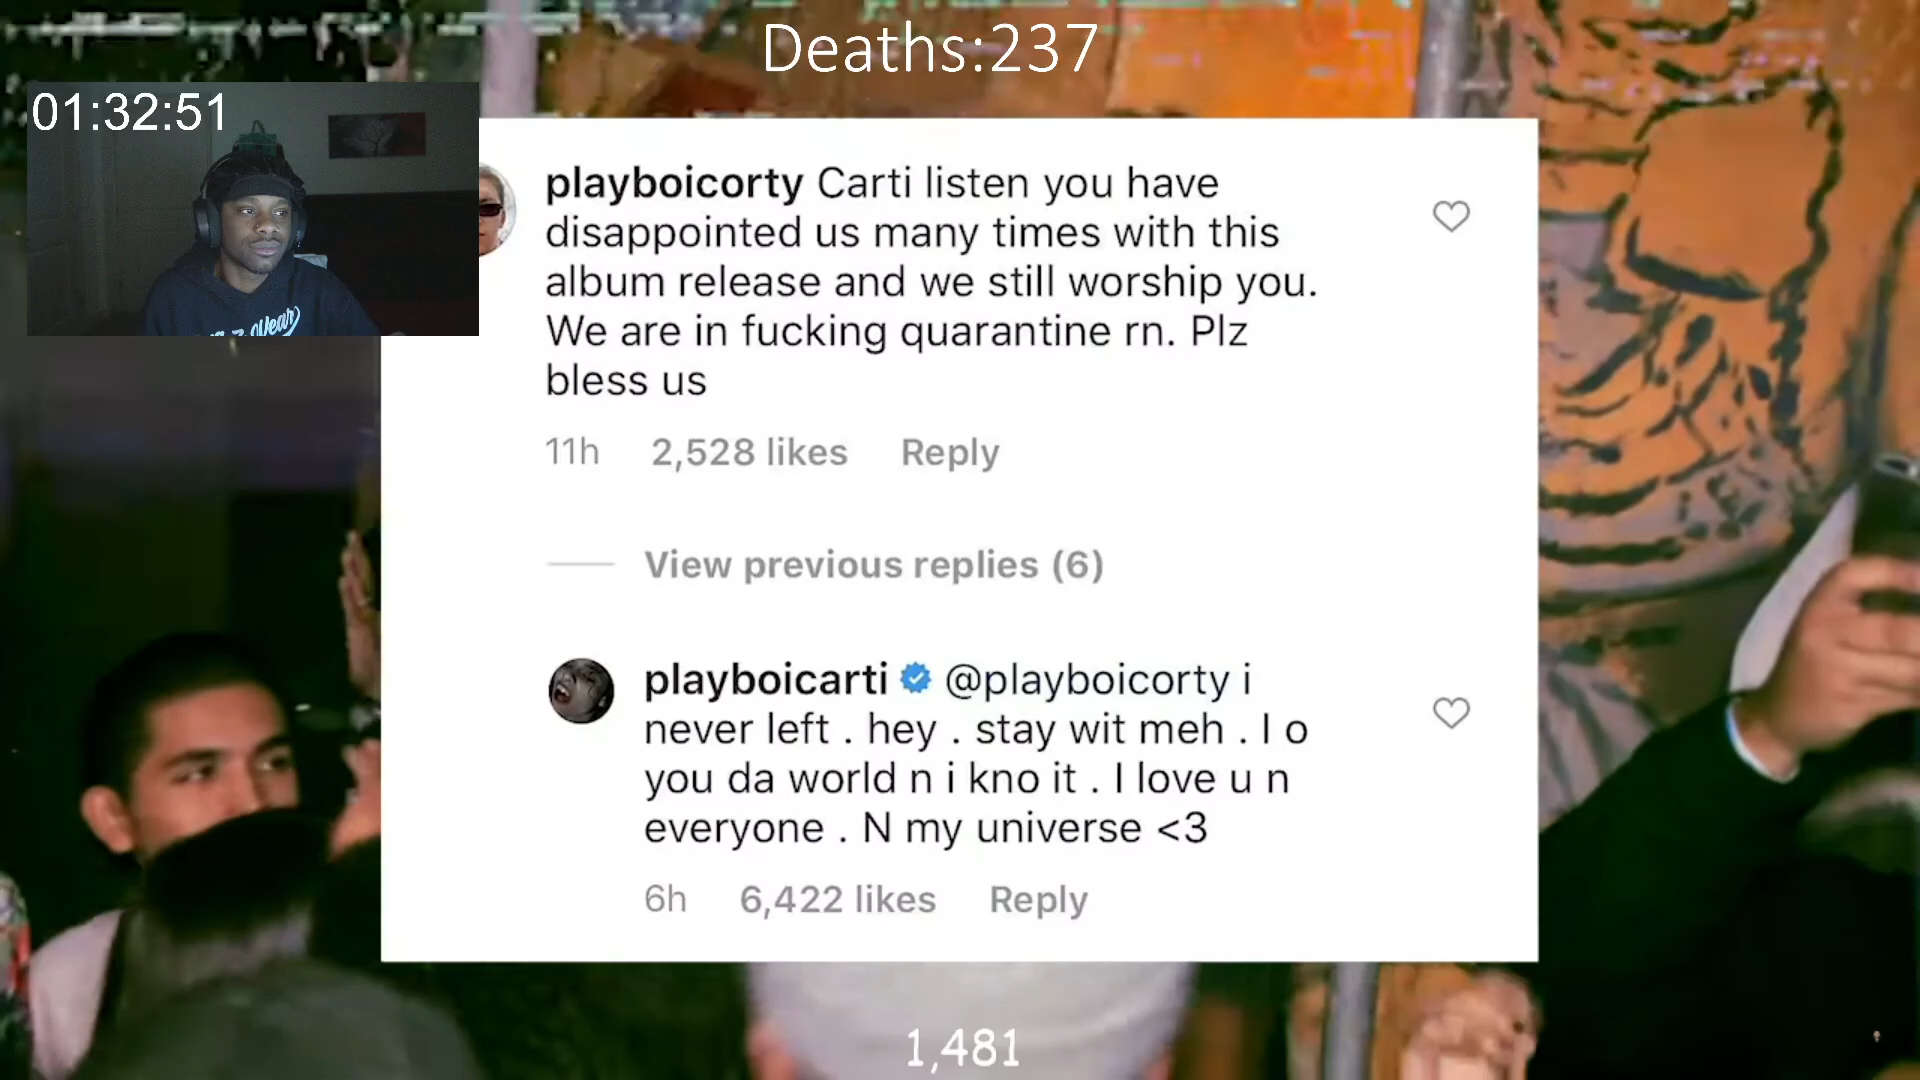 Deaths:237
01:32:51
playboicorty Carti listen you have
disappointed us many times with this
album release and we still worship you.
We are in fucking quarantine rn. Plz
bless us
11h 2,528 likes Reply
View previous replies (6)
playboicarti @playboicorty i
never left . hey . stay wit meh . I o
you da world n i kno it . I love u n
everyone . N my universe <3
6h 6,422 likes Reply
1,481